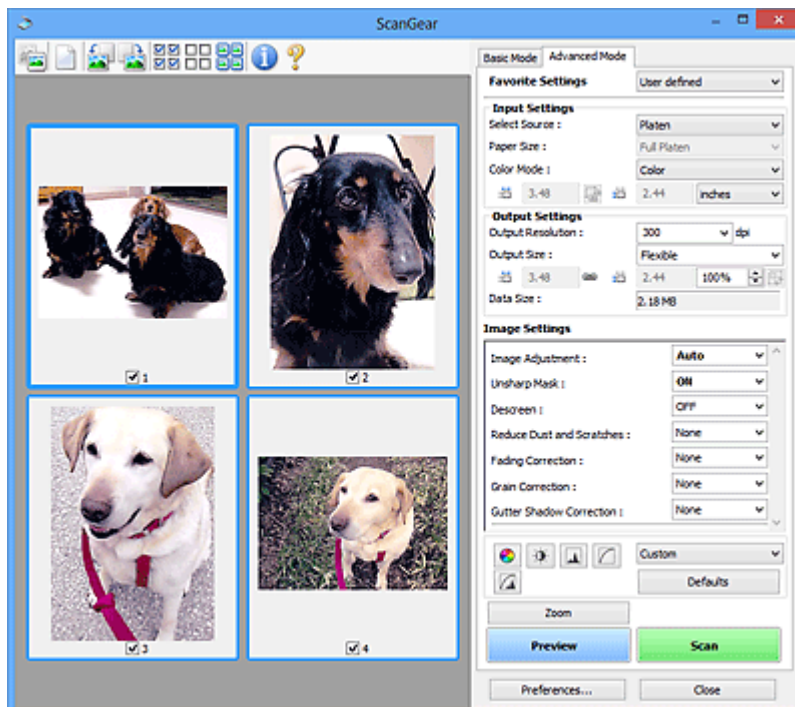 ScanGear
Basic Mode Advanced Mode
Favorite Settings User defined
Input Settings
Select Source : Platen
Paper Size : Full Platen
Color Mode : Color
3.48 2.44 inches
Output Settings
Output Resolution : 300 dpi
Output Size : Flexible
3.48 2.44 100%
Data Size : 2.18 MB
Image Settings
Image Adjustment : Auto
Unsharp Mask : ON
Descreen : OFF
Reduce Dust and Scratches : None
Fading Correction : None
Grain Correction : None
Gutter Shadow Correction : None
Custom
Defaults
Zoom
Preview Scan
Preferences... Close
1
2
3
4